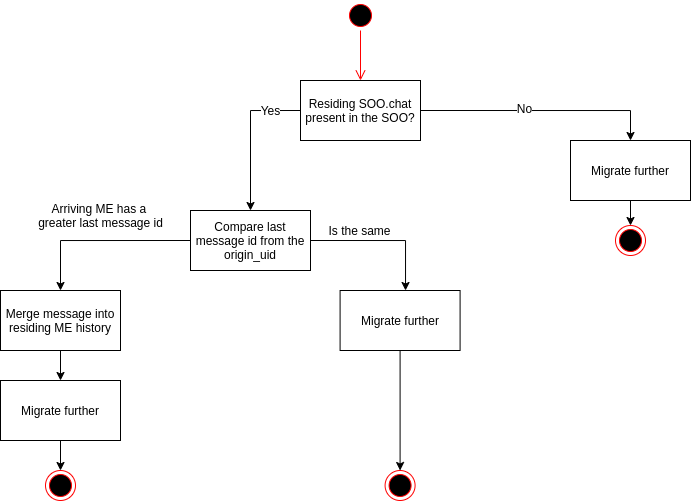 Residing SOO.chat
present in the SOO?
Yes
No
Migrate further
Arriving ME has a
greater last message id
Compare last
message id from the
origin_uid
Is the same
Merge message into
residing ME history
Migrate further
Migrate further